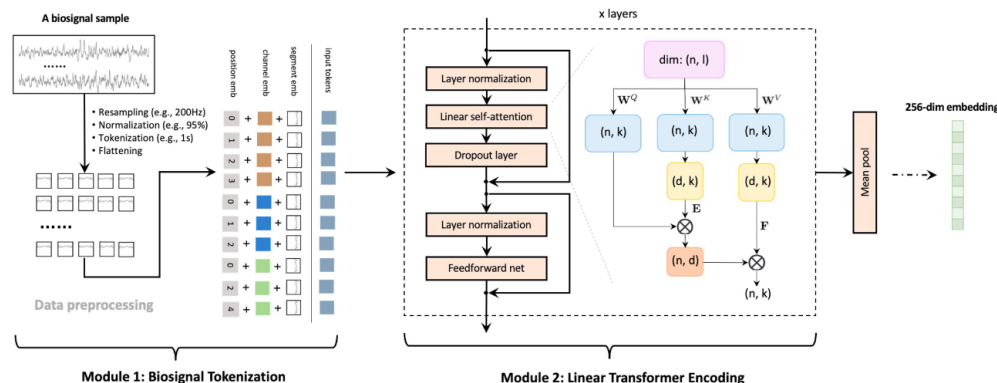 A biosignal sample
......
• Resampling (e.g., 200Hz)
• Normalization (e.g., 95%)
• Tokenization (e.g., 1s)
• Flattening
......
Data preprocessing
position emb
channel emb
segment emb
input tokens
0 + +
1 + +
2 + +
3 + +
0 + +
1 + +
2 + +
0 + +
2 + +
4 + +
Module 1: Biosignal Tokenization
x layers
Layer normalization
Linear self-attention
Dropout layer
Layer normalization
Feedforward net
dim: (n, l)
W^Q W^K W^V
(n, k) (n, k) (n, k)
(d, k) (d, k)
E
F
(n, d)
(n, k)
Module 2: Linear Transformer Encoding
Mean pool
256-dim embedding